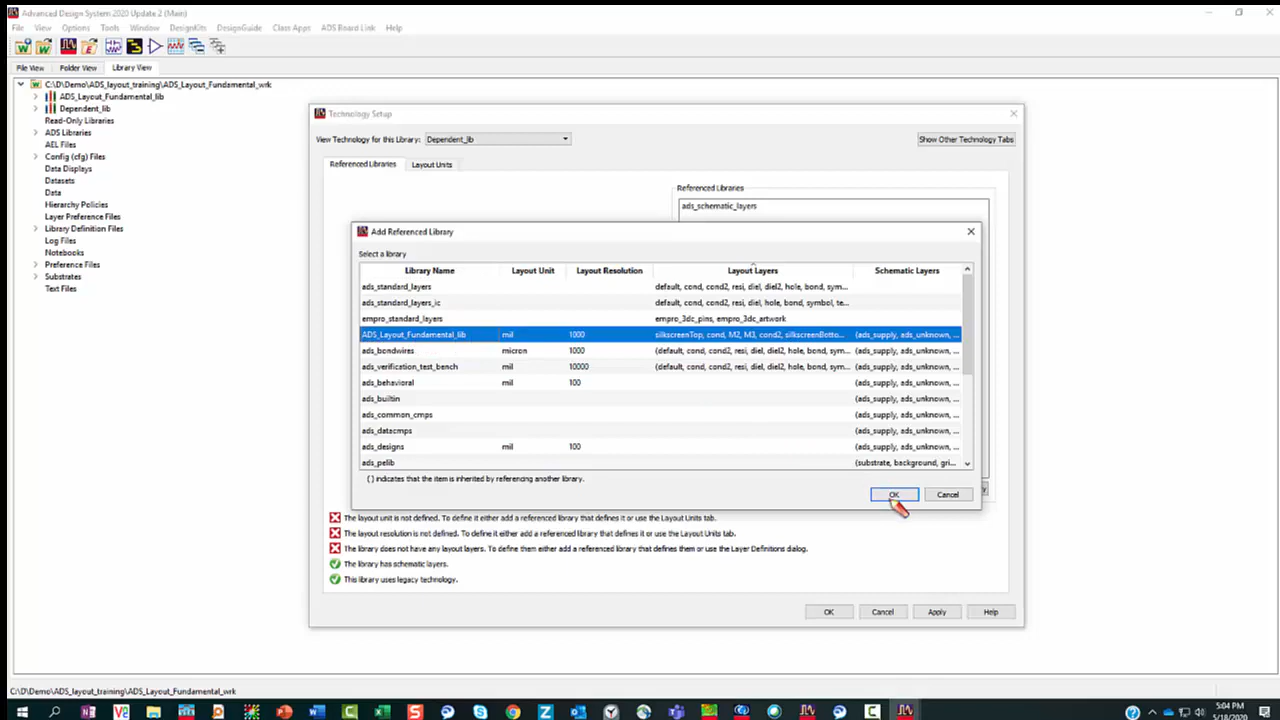 Advanced Design System 2020 Update 2 (Main)
File View Options Tools Window DesignKits DesignGuide Class Apps ADS Board Link Help
File View Folder View Library View
C:\D\Demo\ADS_layout_training\ADS_Layout_Fundamental_wrk
ADS_Layout_Fundamental_lib
Dependent_lib
Read-Only Libraries
ADS Libraries
AEL Files
Config (cfg) Files
Data Displays
Datasets
Data
Hierarchy Policies
Layer Preference Files
Library Definition Files
Log Files
Notebooks
Preference Files
Substrates
Text Files
Technology Setup
View Technology for this Library: Dependent_lib
Show Other Technology Tabs
Referenced Libraries Layout Units
Referenced Libraries
ads_schematic_layers
Add Referenced Library
Select a library
Library Name Layout Unit Layout Resolution Layout Layers Schematic Layers
ads_standard_layers default, cond, cond2, resi, diel, diel2, hole, bond, sym...
ads_standard_layers_ic default, cond, cond2, resi, diel, hole, bond, symbol, te...
empro_standard_layers empro_3dc_pins, empro_3dc_artwork
ADS_Layout_Fundamental_lib mil 1000 silkscreenTop, cond, M2, M3, cond2, silkscreenBotto... (ads_supply, ads_unknown, ...
ads_bondwires micron 1000 (default, cond, cond2, resi, diel, diel2, hole, bond, sym... (ads_supply, ads_unknown, ...
ads_verification_test_bench mil 10000 (default, cond, cond2, resi, diel, diel2, hole, bond, sym... (ads_supply, ads_unknown, ...
ads_behavioral mil 100 (ads_supply, ads_unknown, ...
ads_builtin (ads_supply, ads_unknown, ...
ads_common_cmps (ads_supply, ads_unknown, ...
ads_datacmps (ads_supply, ads_unknown, ...
ads_designs mil 100 (ads_supply, ads_unknown, ...
ads_pelib (substrate, background, gri...
( ) indicates that the item is inherited by referencing another library.
OK Cancel
The layout unit is not defined. To define it either add a referenced library that defines it or use the Layout Units tab.
The layout resolution is not defined. To define it either add a referenced library that defines it or use the Layout Units tab.
The library does not have any layout layers. To define them either add a referenced library that defines them or use the Layer Definitions dialog.
The library has schematic layers.
This library uses legacy technology.
OK Cancel Apply Help
C:\D\Demo\ADS_layout_training\ADS_Layout_Fundamental_wrk
5:04 PM
5/18/2020